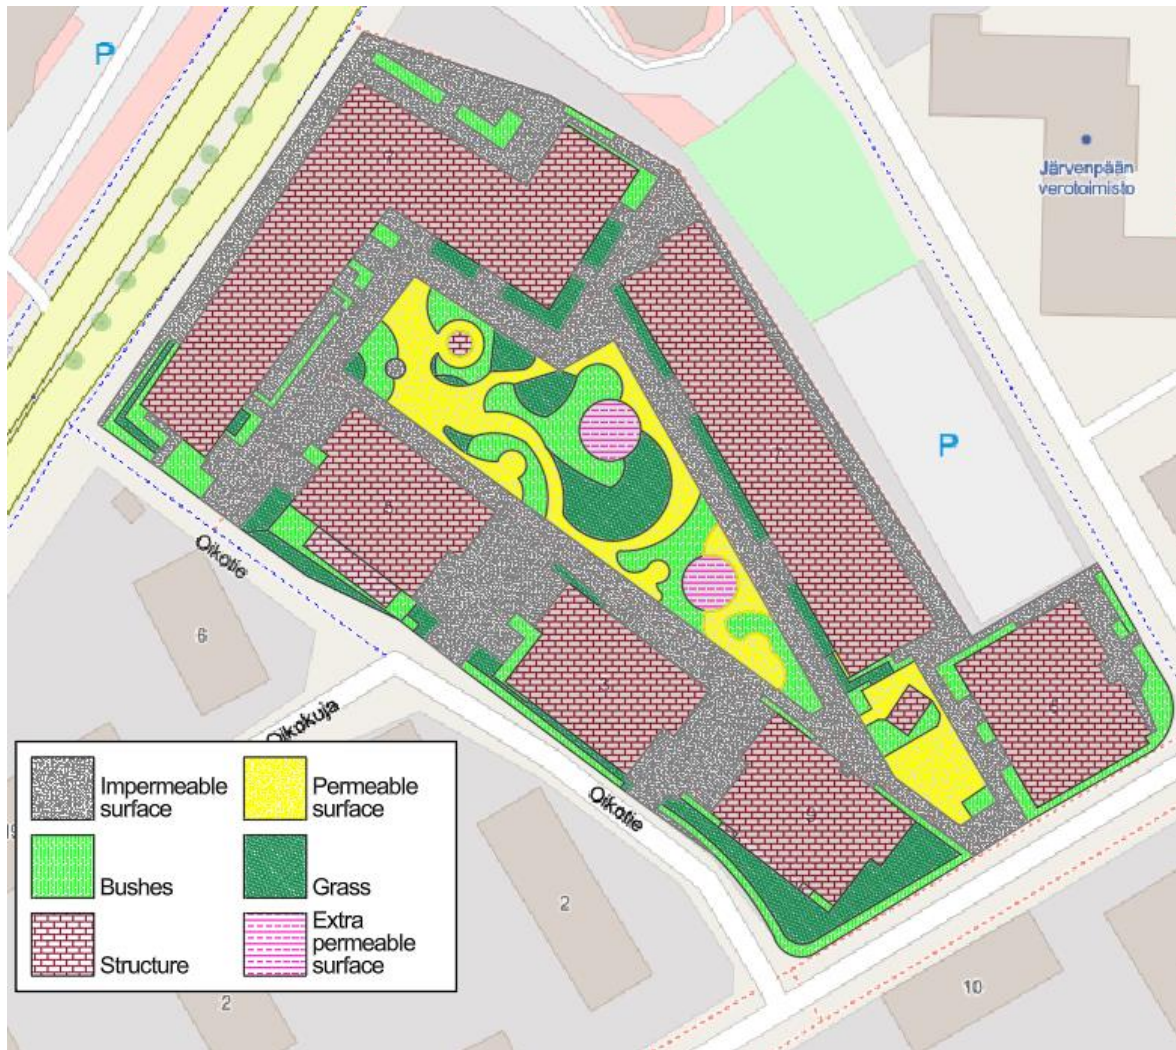 P
Järvenpään
verotoimisto
P
Oikotie
6
Oikokuja
3
Oikotie
2
10
2
Impermeable
surface
Permeable
surface
Bushes
Grass
Structure
Extra
permeable
surface